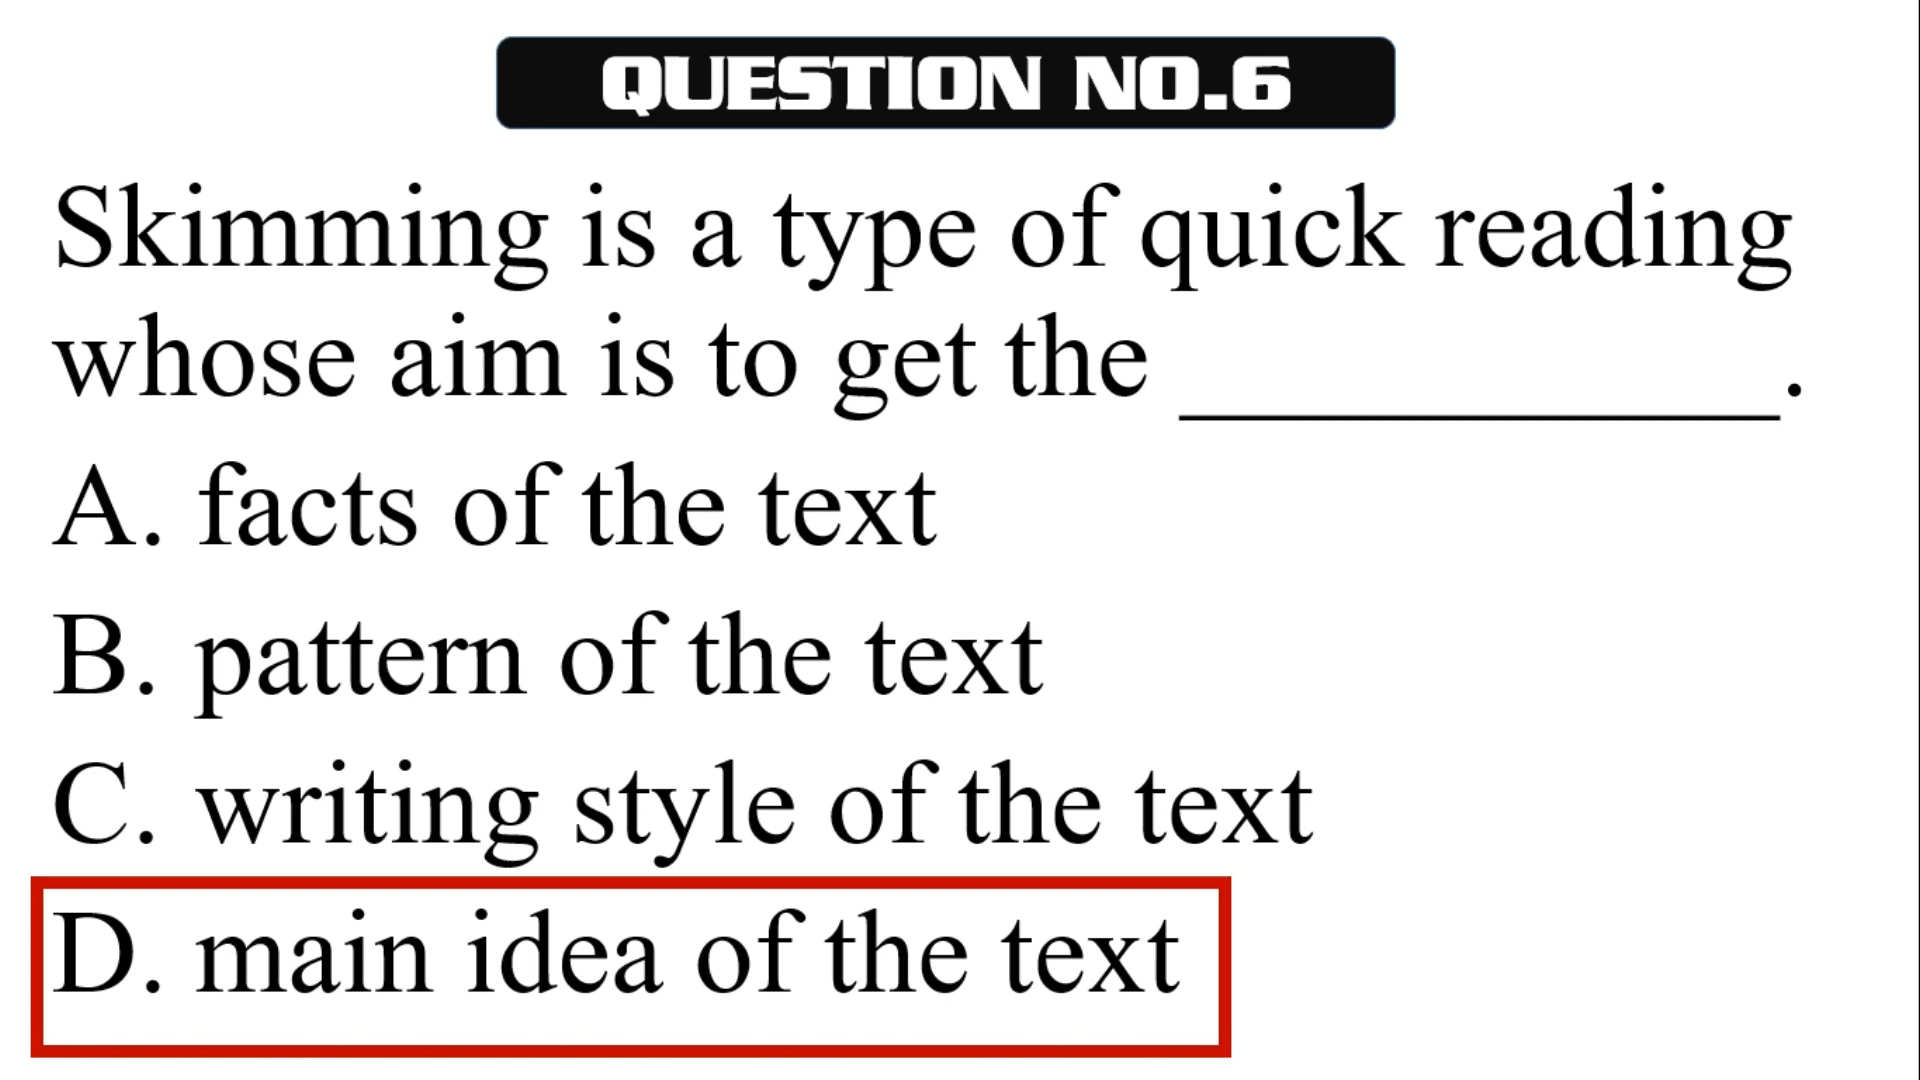 QUESTION NO.6
Skimming is a type of quick reading
whose aim is to get the ____________.
A. facts of the text
B. pattern of the text
C. writing style of the text
D. main idea of the text